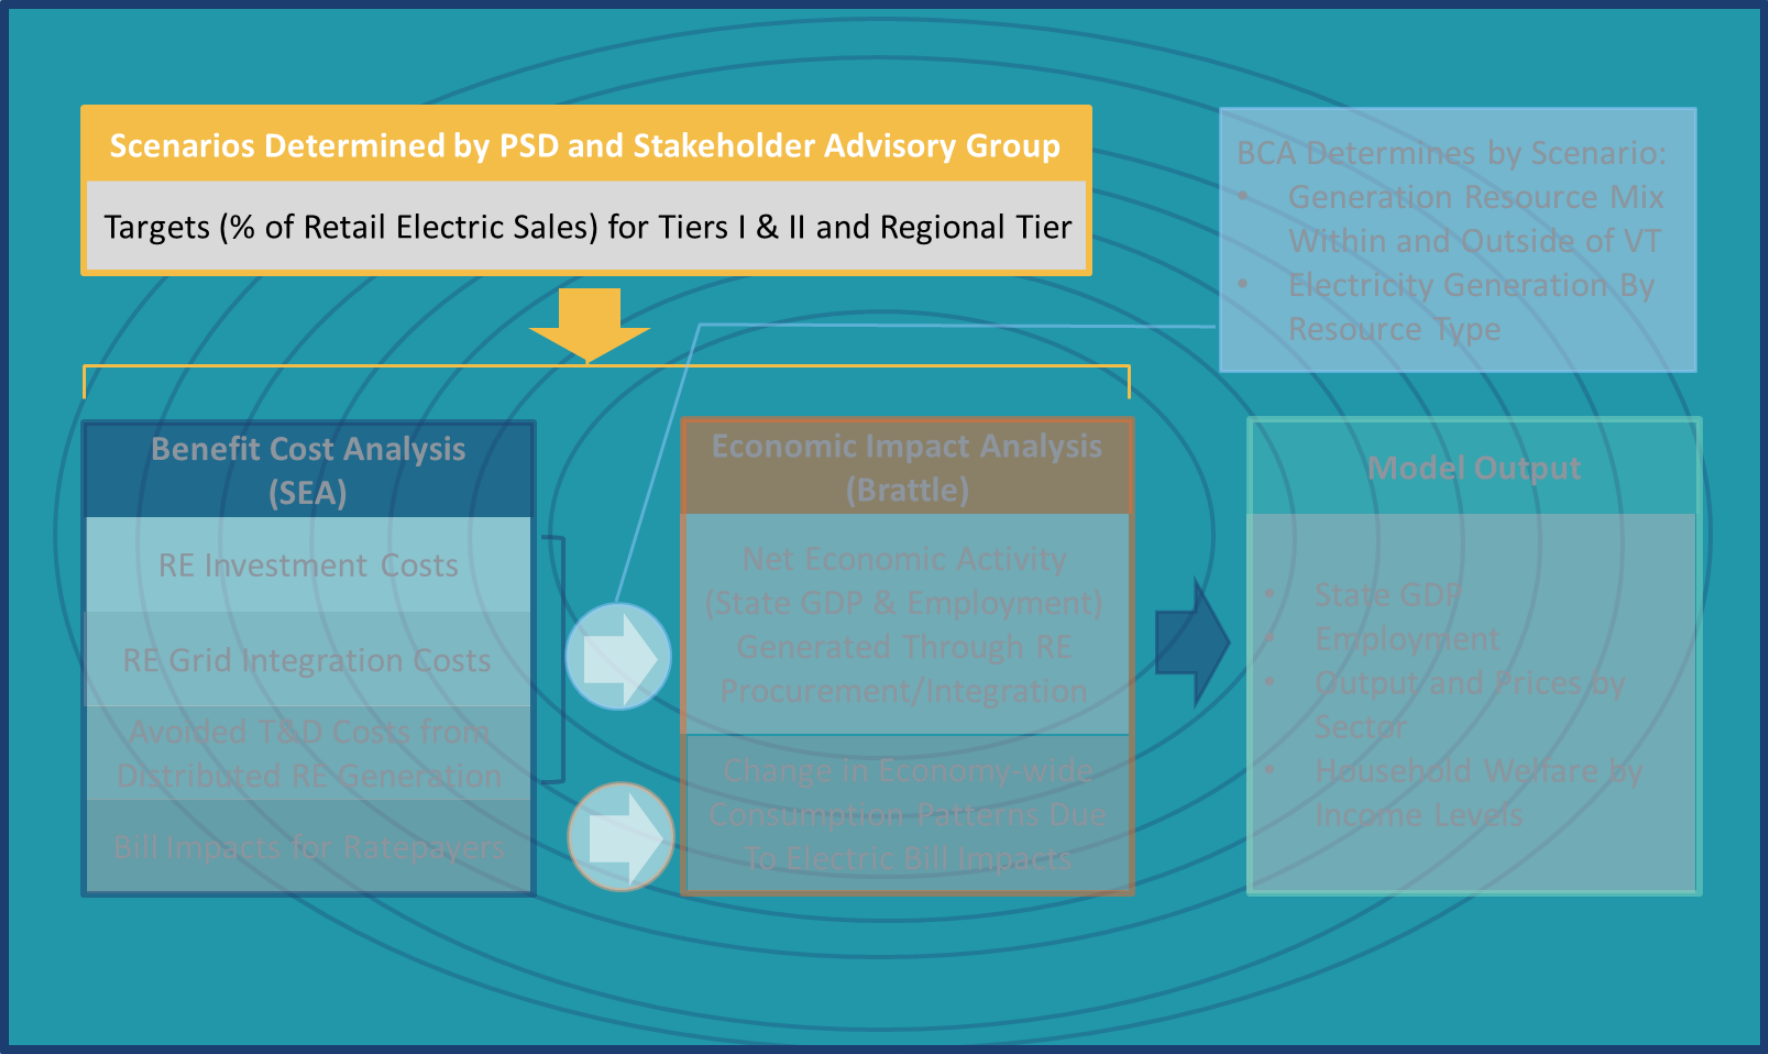 Scenarios Determined by PSD and Stakeholder Advisory Group
Targets (% of Retail Electric Sales) for Tiers I & II and Regional Tier
BCA Determines by Scenario:
• Generation Resource Mix
Within and Outside of VT
• Electricity Generation By
Resource Type
Benefit Cost Analysis
(SEA)
RE Investment Costs
RE Grid Integration Costs
Avoided T&D Costs from
Distributed RE Generation
Bill Impacts for Ratepayers
Economic Impact Analysis
(Brattle)
Net Economic Activity
(State GDP & Employment)
Generated Through RE
Procurement/Integration
Change in Economy-wide
Consumption Patterns Due
To Electric Bill Impacts
Model Output
• State GDP
• Employment
• Output and Prices by
Sector
• Household Welfare by
Income Levels